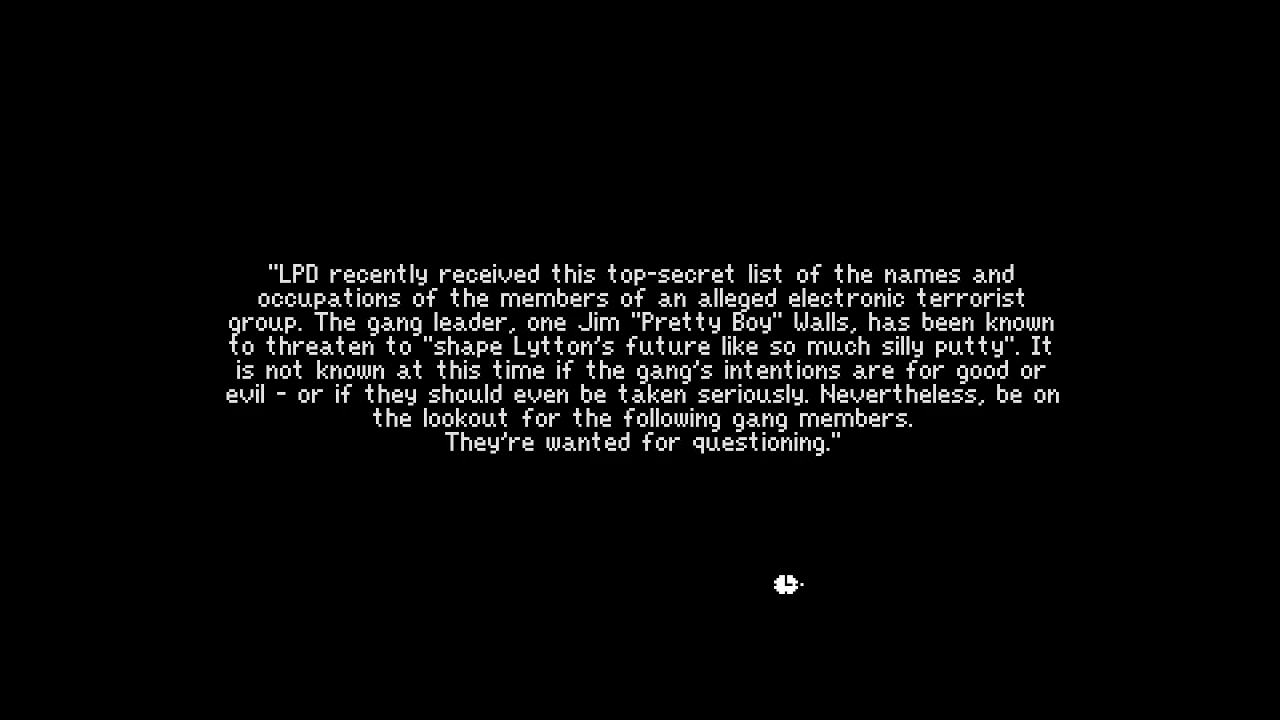 "LPD recently received this top-secret list of the names and
occupations of the members of an alleged electronic terrorist
group. The gang leader, one Jim "Pretty Boy" Walls, has been known
to threaten to "shape Lytton's future like so much silly putty". It
is not known at this time if the gang's intentions are for good or
evil - or if they should even be taken seriously. Nevertheless, be on
the lookout for the following gang members.
They're wanted for questioning."